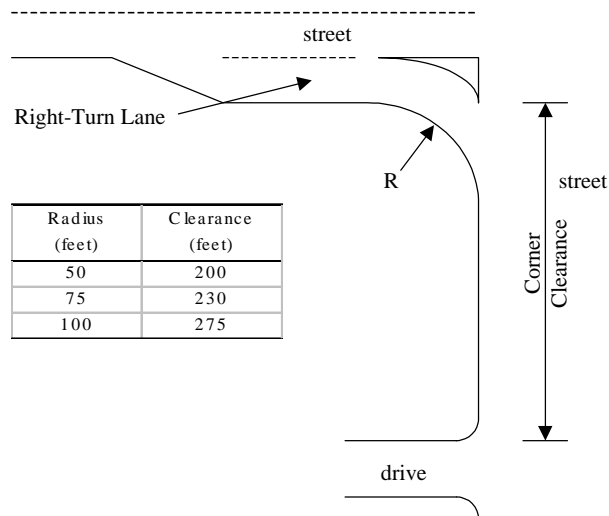 street
Right-Turn Lane
R
street
Radius Clearance
(feet) (feet)
50 200
75 230
100 275
Corner
Clearance
drive